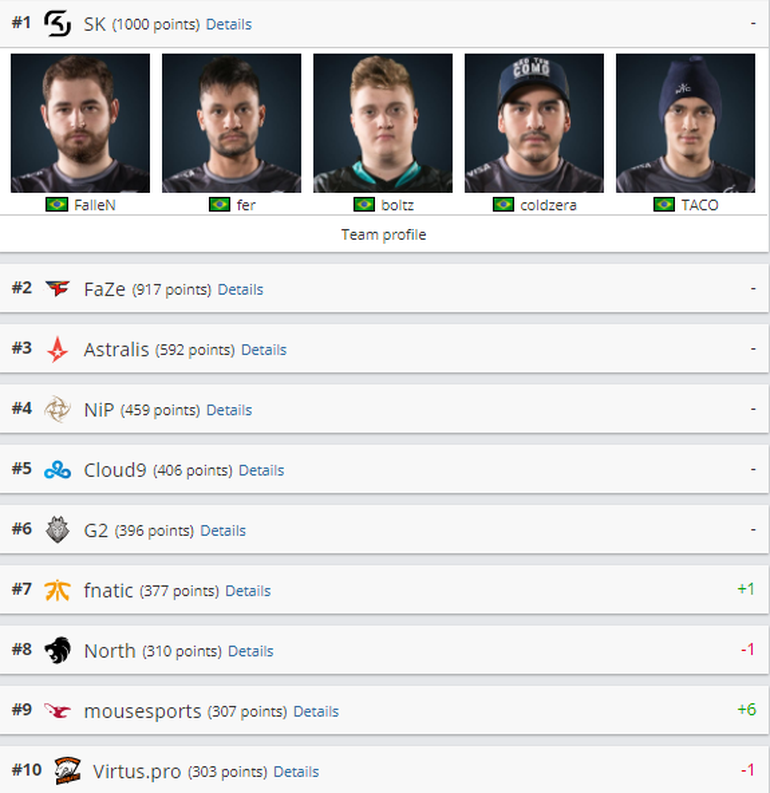 #1 SK (1000 points) Details -
RED TEM
COMO
FalleN fer boltz coldzera TACO
Team profile
#2 FaZe (917 points) Details -
#3 Astralis (592 points) Details -
#4 NiP (459 points) Details -
#5 Cloud9 (406 points) Details -
#6 G2 (396 points) Details -
#7 fnatic (377 points) Details +1
#8 North (310 points) Details -1
#9 mousesports (307 points) Details +6
#10 Virtus.pro (303 points) Details -1